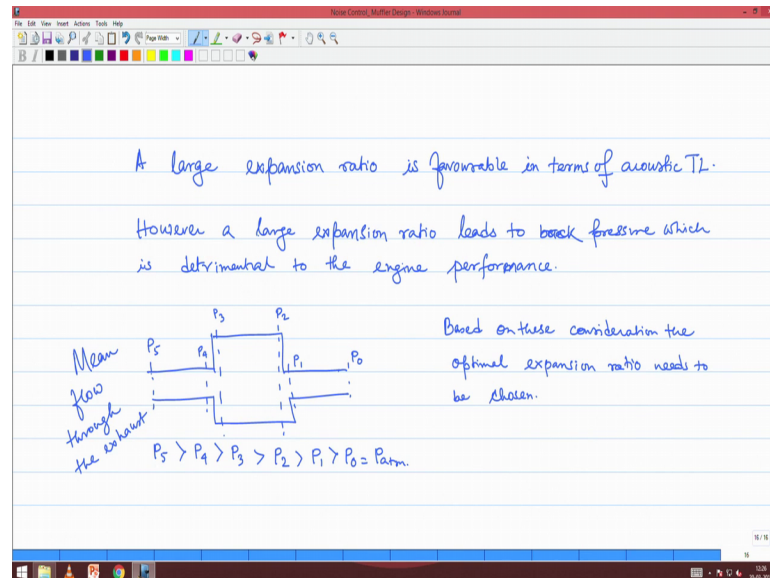 Noise Control, Muffler Design - Windows Journal
File Edit View Insert Actions Tools Help
Page Width
B I
A large expansion ratio is favourable in terms of acoustic TL.
However a large expansion ratio leads to back pressure which
is detrimental to the engine performance.
P3 P2
P5 P4 P1 P0
Mean
flow
through
the exhaust
Based on these consideration the
optimal expansion ratio needs to
be chosen.
P5 > P4 > P3 > P2 > P1 > P0 = Patm.
16 / 16
16
12:26